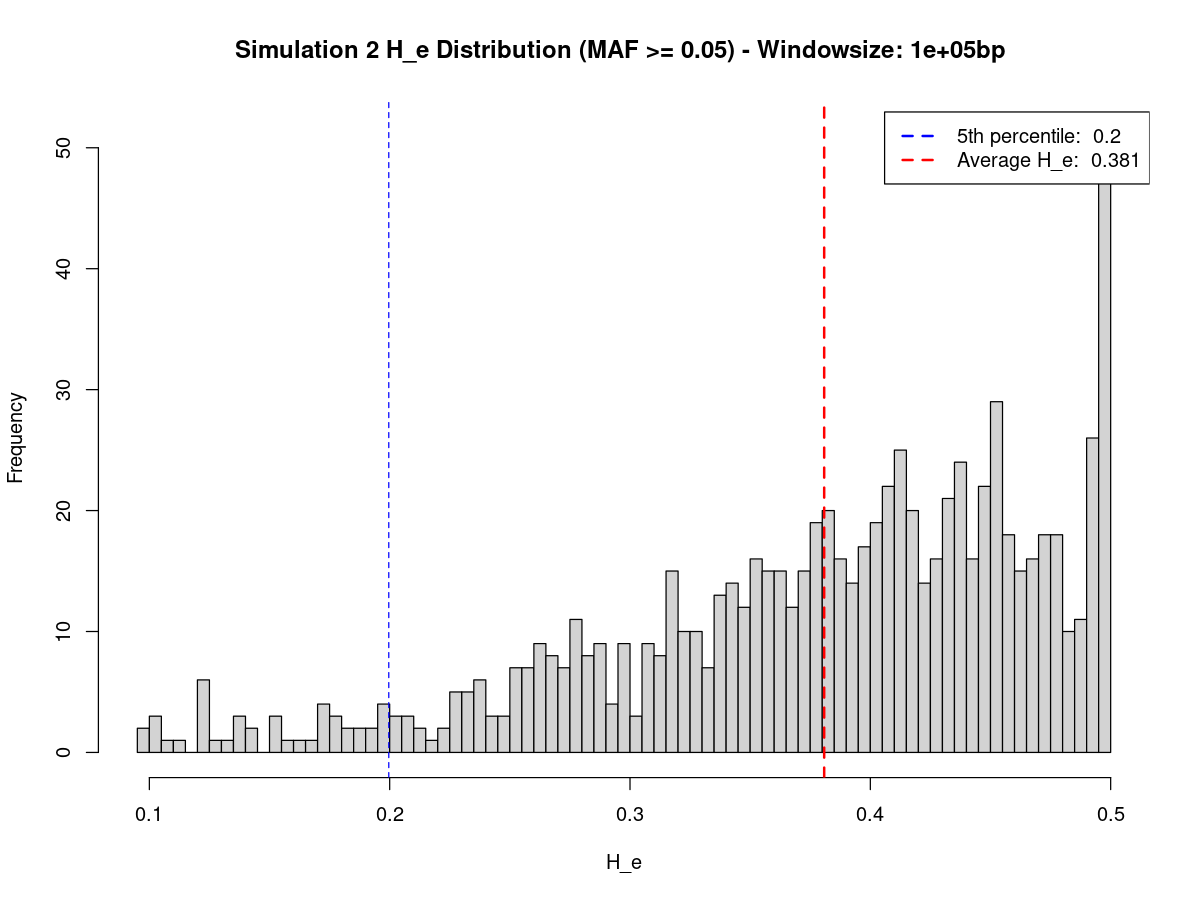 Simulation 2 H_e Distribution (MAF >= 0.05) - Windowsize: 1e+05bp
5th percentile:  0.2
Average H_e:  0.381
Frequency
50
40
30
20
10
0
0.1 0.2 0.3 0.4 0.5
H_e